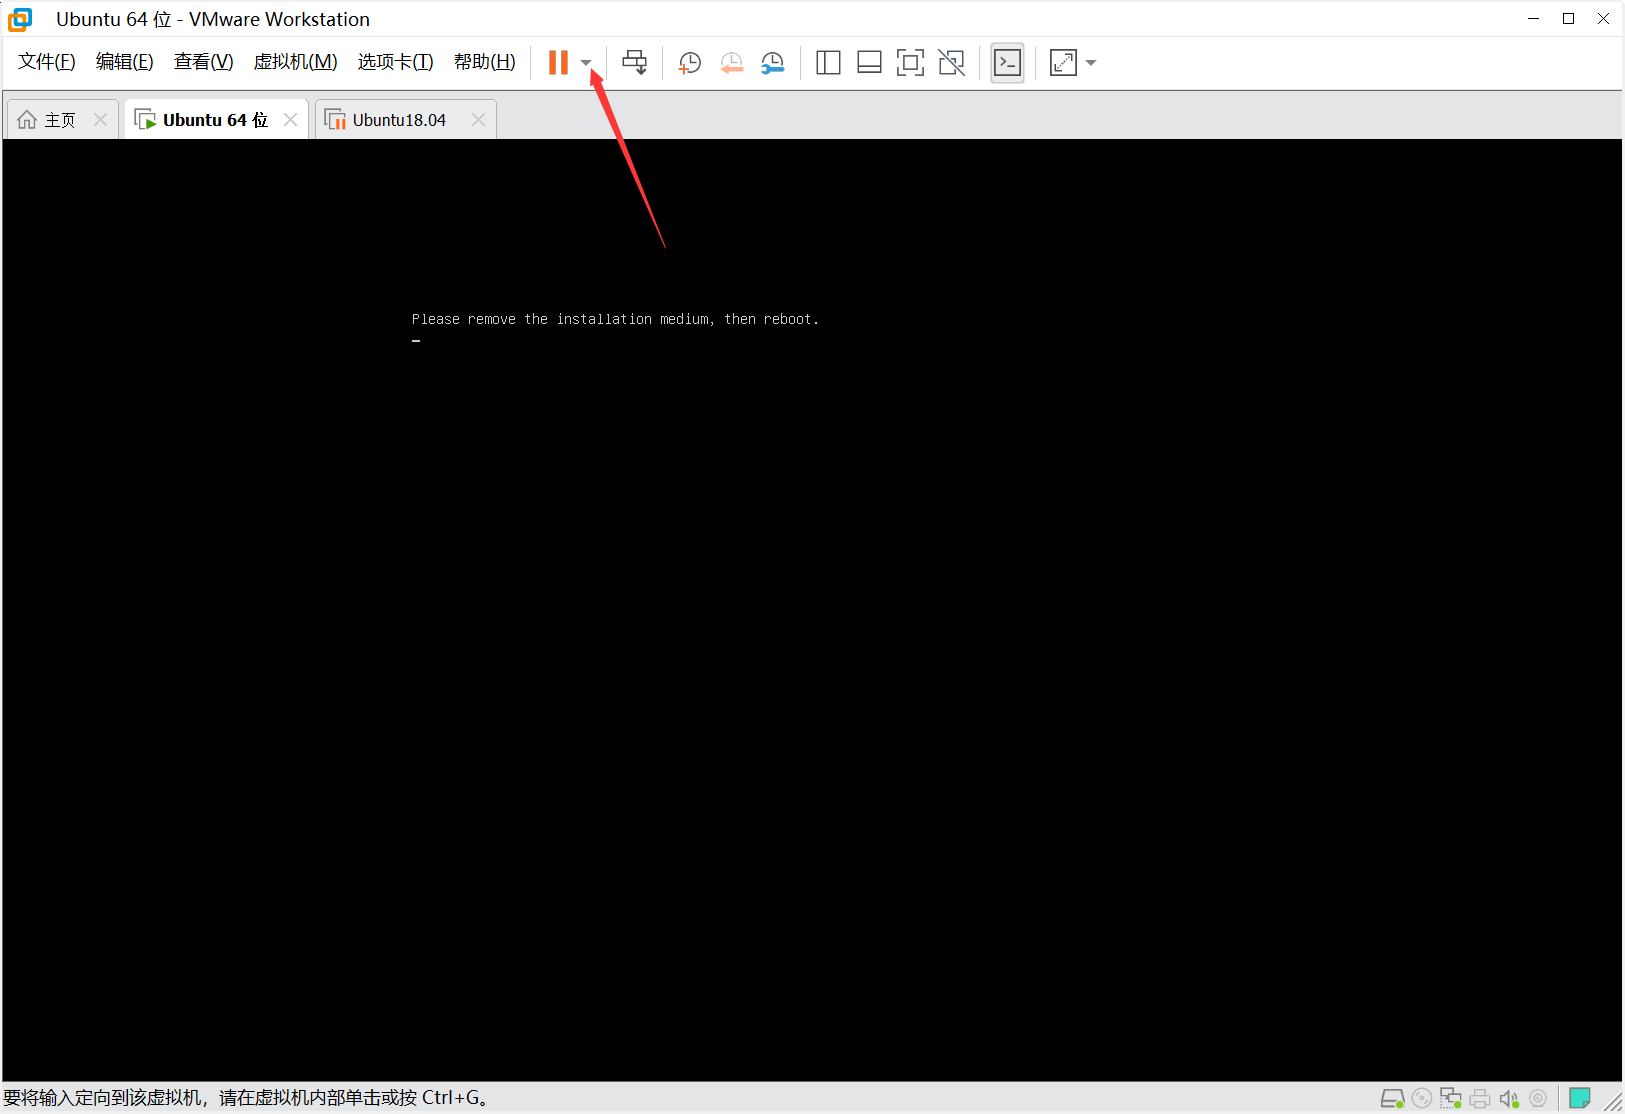 Ubuntu 64 位 - VMware Workstation
文件(F) 编辑(E) 查看(V) 虚拟机(M) 选项卡(T) 帮助(H)
主页 Ubuntu 64 位 Ubuntu18.04
Please remove the installation medium, then reboot.
要将输入定向到该虚拟机，请在虚拟机内部单击或按 Ctrl+G。